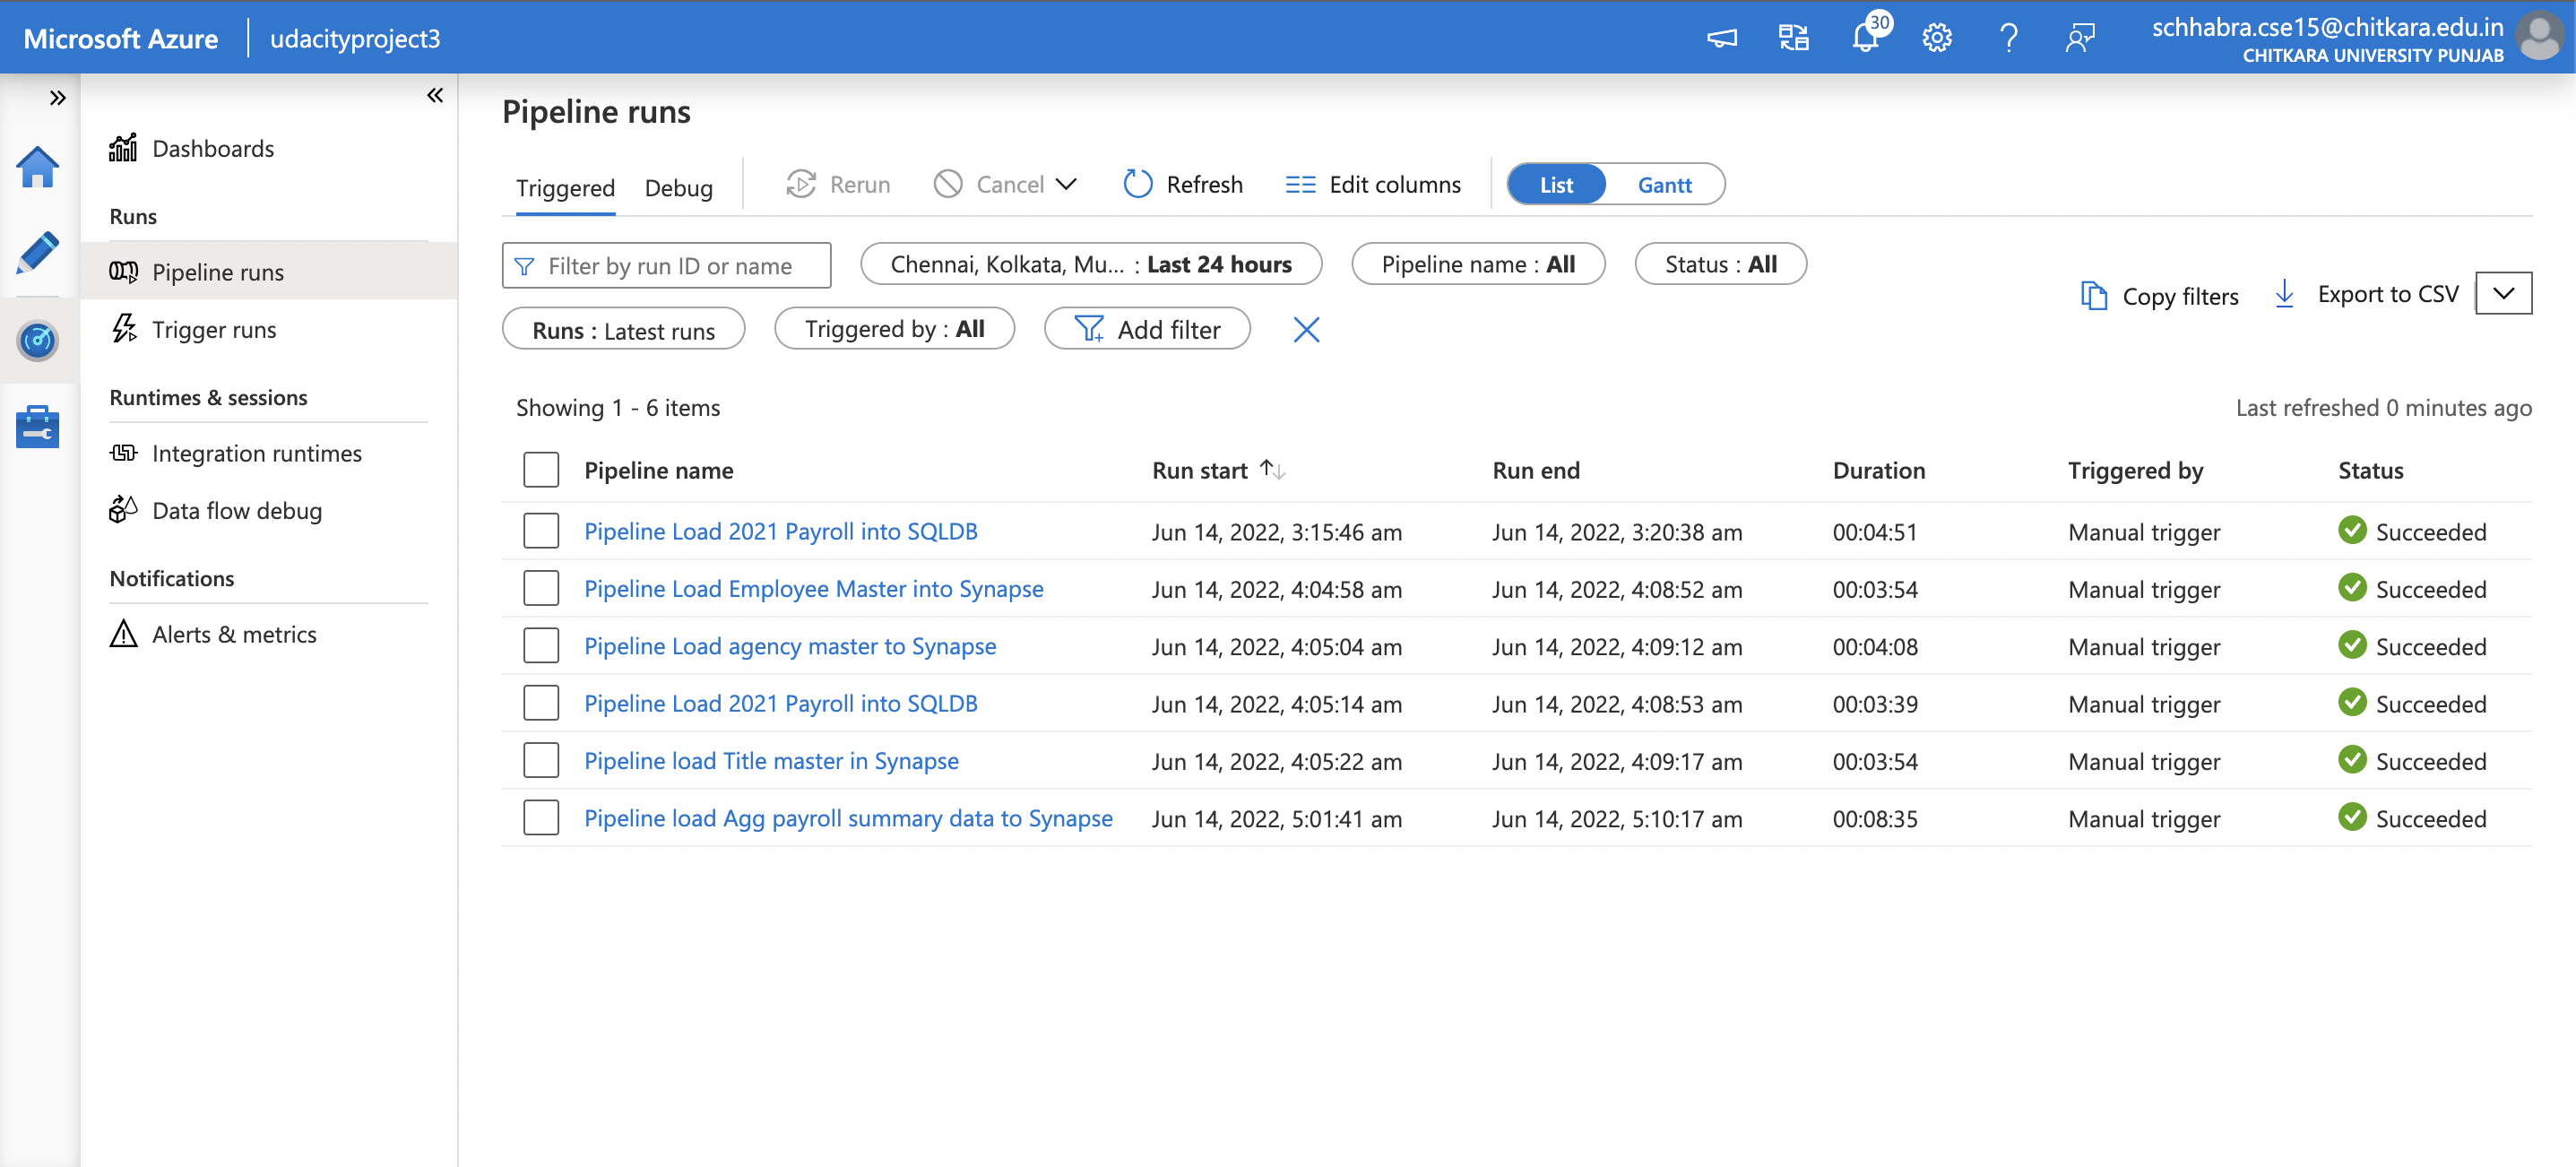 Microsoft Azure
udacityproject3
30
schhabra.cse15@chitkara.edu.in
CHITKARA UNIVERSITY PUNJAB
Dashboards
Runs
Pipeline runs
Trigger runs
Runtimes & sessions
Integration runtimes
Data flow debug
Notifications
Alerts & metrics
Pipeline runs
Triggered Debug Rerun Cancel Refresh Edit columns List Gantt
Filter by run ID or name Chennai, Kolkata, Mu... : Last 24 hours Pipeline name : All Status : All
Runs : Latest runs Triggered by : All Add filter
Copy filters Export to CSV
Showing 1 - 6 items Last refreshed 0 minutes ago
Pipeline name Run start Run end Duration Triggered by Status
Pipeline Load 2021 Payroll into SQLDB Jun 14, 2022, 3:15:46 am Jun 14, 2022, 3:20:38 am 00:04:51 Manual trigger Succeeded
Pipeline Load Employee Master into Synapse Jun 14, 2022, 4:04:58 am Jun 14, 2022, 4:08:52 am 00:03:54 Manual trigger Succeeded
Pipeline Load agency master to Synapse Jun 14, 2022, 4:05:04 am Jun 14, 2022, 4:09:12 am 00:04:08 Manual trigger Succeeded
Pipeline Load 2021 Payroll into SQLDB Jun 14, 2022, 4:05:14 am Jun 14, 2022, 4:08:53 am 00:03:39 Manual trigger Succeeded
Pipeline load Title master in Synapse Jun 14, 2022, 4:05:22 am Jun 14, 2022, 4:09:17 am 00:03:54 Manual trigger Succeeded
Pipeline load Agg payroll summary data to Synapse Jun 14, 2022, 5:01:41 am Jun 14, 2022, 5:10:17 am 00:08:35 Manual trigger Succeeded